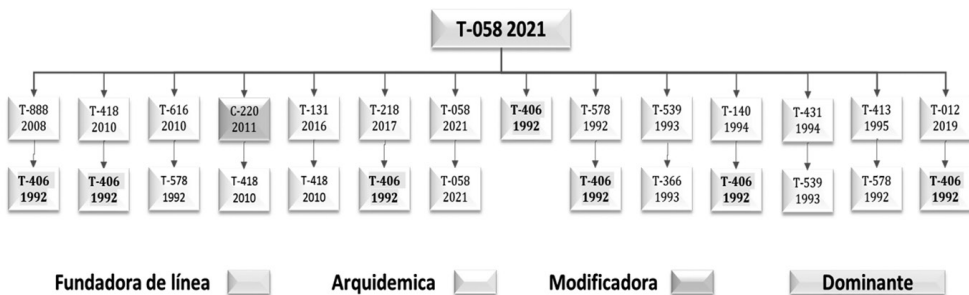 T-058 2021
T-888 2008
T-418 2010
T-616 2010
C-220 2011
T-131 2016
T-218 2017
T-058 2021
T-406 1992
T-578 1992
T-539 1993
T-140 1994
T-431 1994
T-413 1995
T-012 2019
T-406 1992
T-406 1992
T-578 1992
T-418 2010
T-418 2010
T-406 1992
T-058 2021
T-406 1992
T-366 1993
T-406 1992
T-539 1993
T-578 1992
T-406 1992
Fundadora de línea
Arquidemica
Modificadora
Dominante